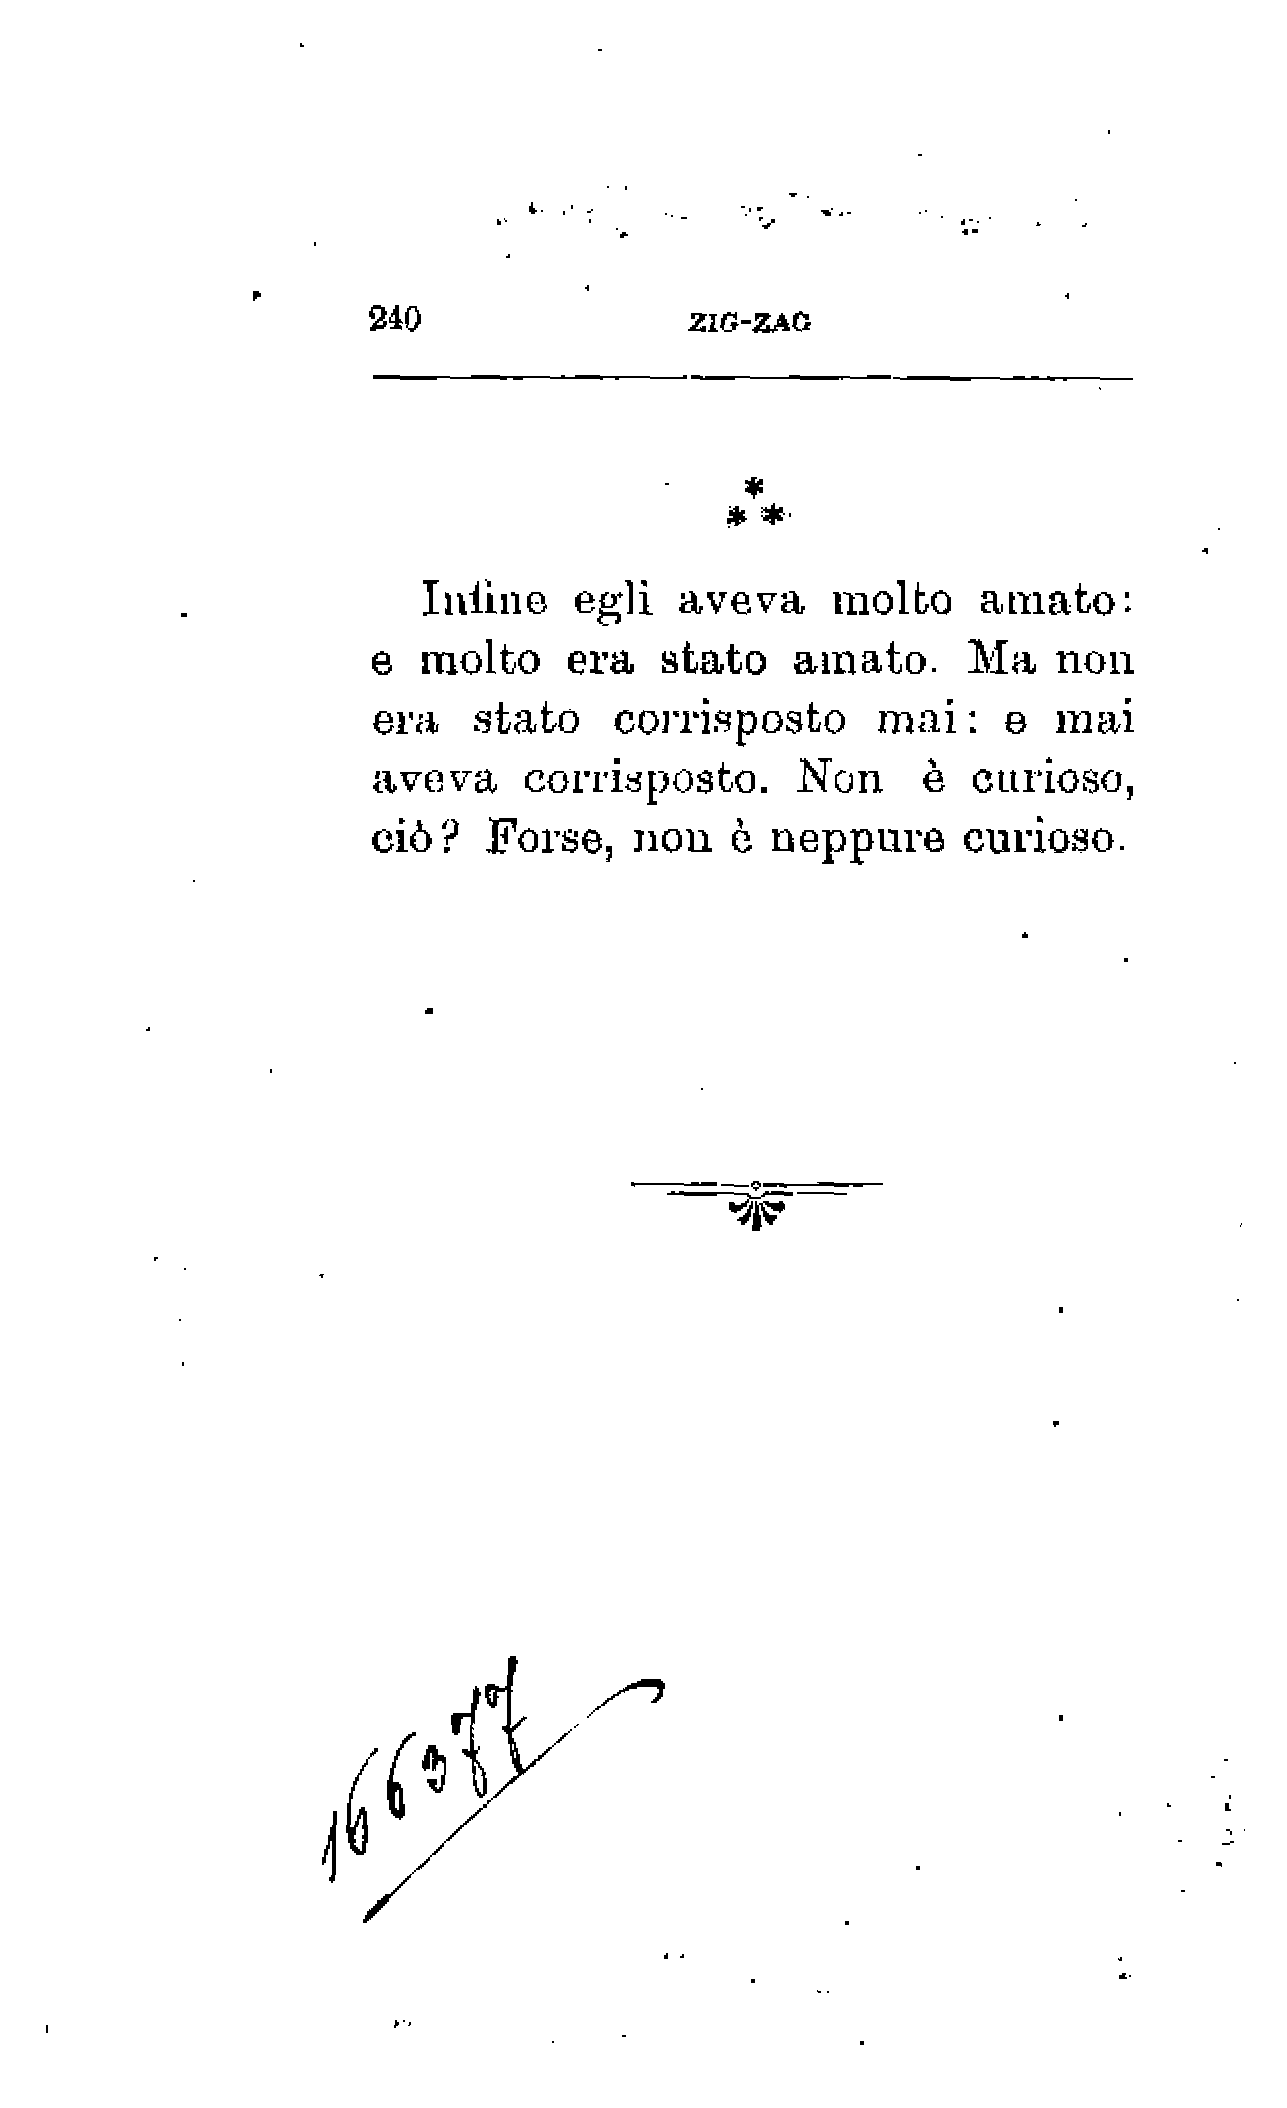 240 ZIG-ZAG
*
* *
Infine egli aveva molto amato:
e molto era stato amato. Ma non
era stato corrisposto mai: e mai
aveva corrisposto. Non è curioso,
ciò? Forse, non è neppure curioso.
166377